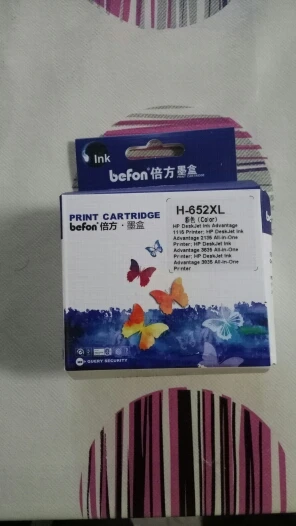 Ink
befon 倍方墨盒
PRINT CARTRIDGE
befon 倍方·墨盒
H-652XL
彩色 (Color)
HP DeskJet Ink Advantage
1115 Printer; HP DeskJet Ink
Advantage 2135 All-in-One
Printer; HP DeskJet Ink
Advantage 3835 All-in-One
Printer; HP DeskJet Ink
Advantage 3635 All-in-One
Printer
SECURITY